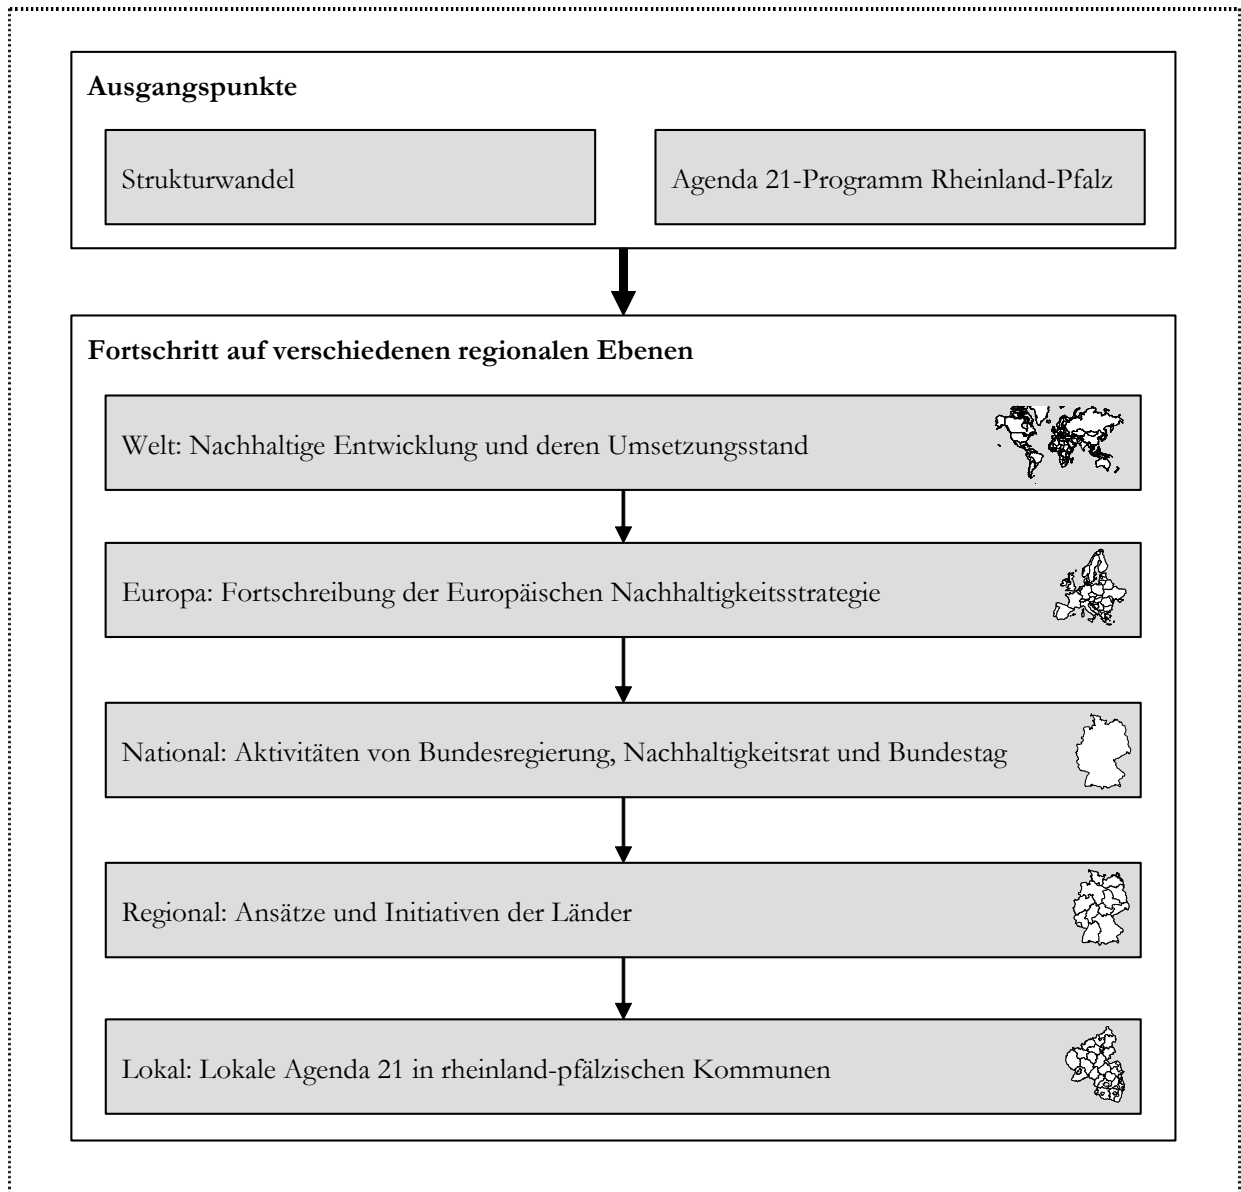 Ausgangspunkte
Strukturwandel
Agenda 21-Programm Rheinland-Pfalz
Fortschritt auf verschiedenen regionalen Ebenen
Welt: Nachhaltige Entwicklung und deren Umsetzungsstand
Europa: Fortschreibung der Europäischen Nachhaltigkeitsstrategie
National: Aktivitäten von Bundesregierung, Nachhaltigkeitsrat und Bundestag
Regional: Ansätze und Initiativen der Länder
Lokal: Lokale Agenda 21 in rheinland-pfälzischen Kommunen